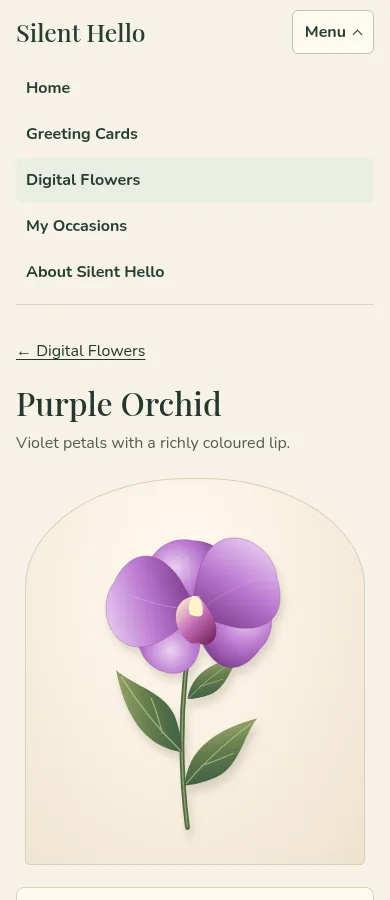 Silent Hello
Menu
Home
Greeting Cards
Digital Flowers
My Occasions
About Silent Hello
← Digital Flowers
Purple Orchid
Violet petals with a richly coloured lip.